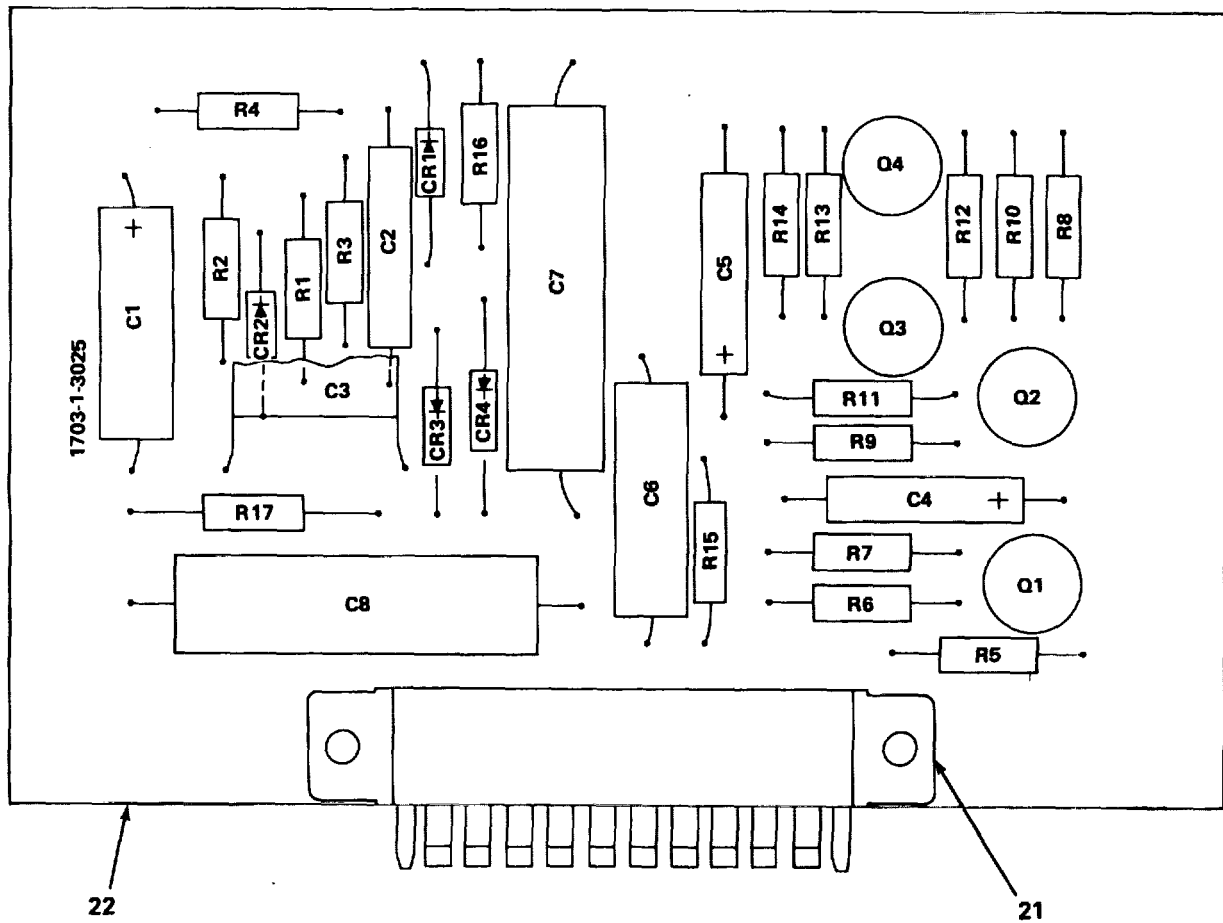 R4
CR1
R16
C7
C5
R14
R13
Q4
R12
R10
R8
+
C1
R2
CR2
R1
R3
C2
Q3
+
1703-1-3025
C3
CR3
CR4
C6
R11
Q2
R9
R17
R15
C4 +
R7
C8
R6
Q1
R5
22
21